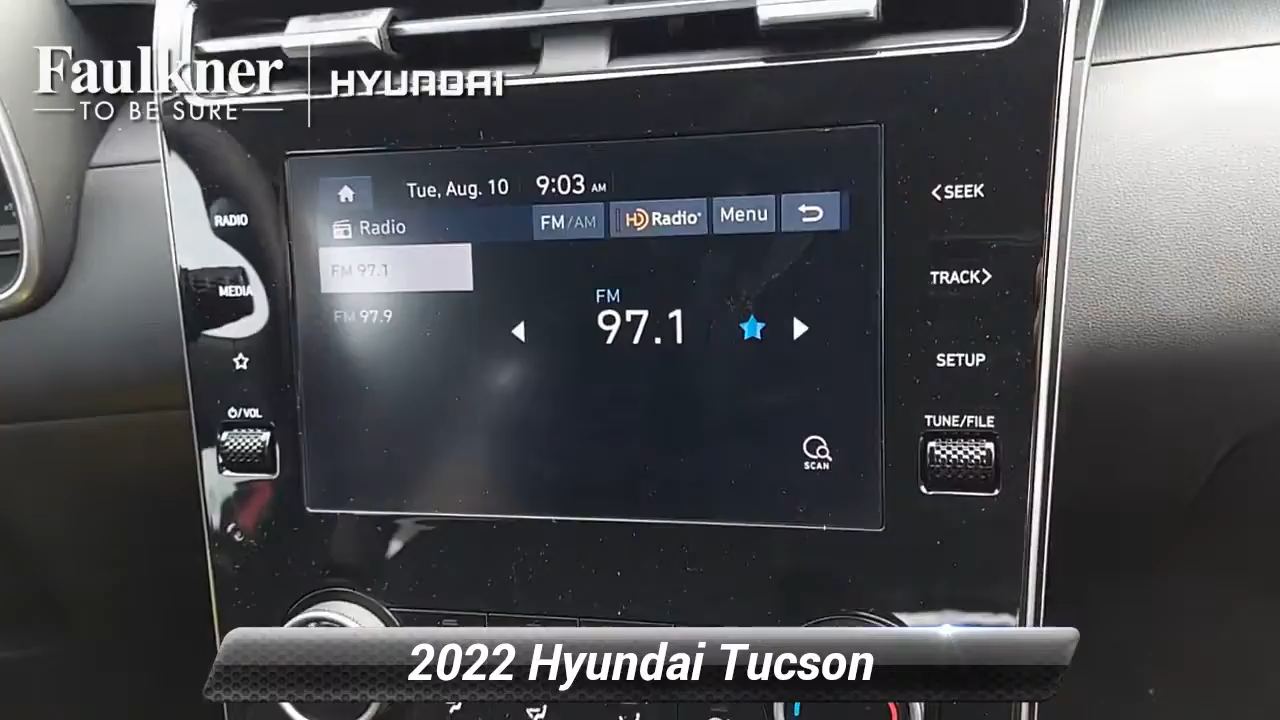 Faulkner
TO BE SURE
HYUNDAI
Tue, Aug. 10 9:03 AM
Radio FM/AM HD Radio Menu
FM 97.1
FM 97.9
FM
97.1
SCAN
RADIO
MEDIA
⏻/VOL
<SEEK
TRACK>
SETUP
TUNE/FILE
2022 Hyundai Tucson